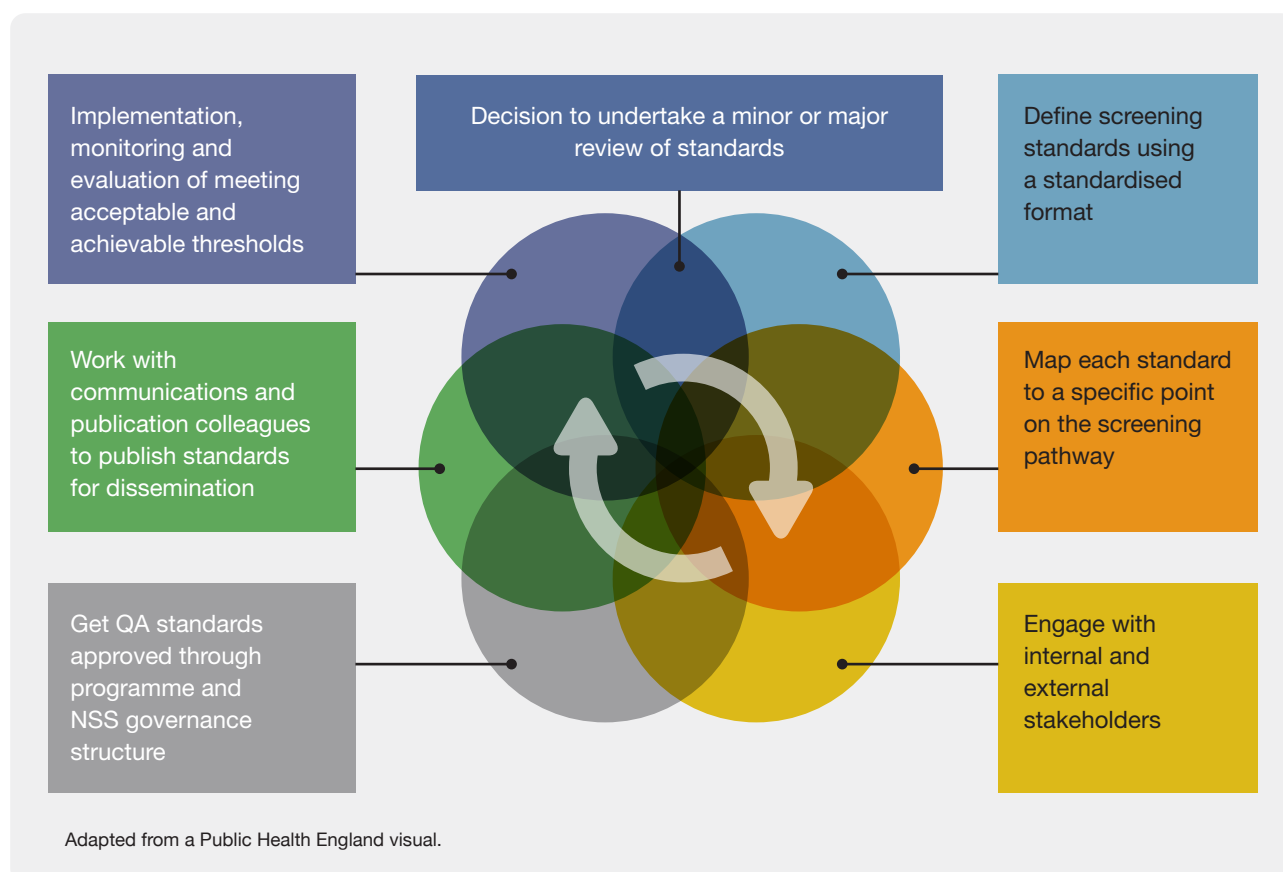 Implementation,
monitoring and
evaluation of meeting
acceptable and
achievable thresholds
Decision to undertake a minor or major
review of standards
Define screening
standards using
a standardised
format
Work with
communications and
publication colleagues
to publish standards
for dissemination
Map each standard
to a specific point
on the screening
pathway
Get QA standards
approved through
programme and
NSS governance
structure
Engage with
internal and
external
stakeholders
Adapted from a Public Health England visual.